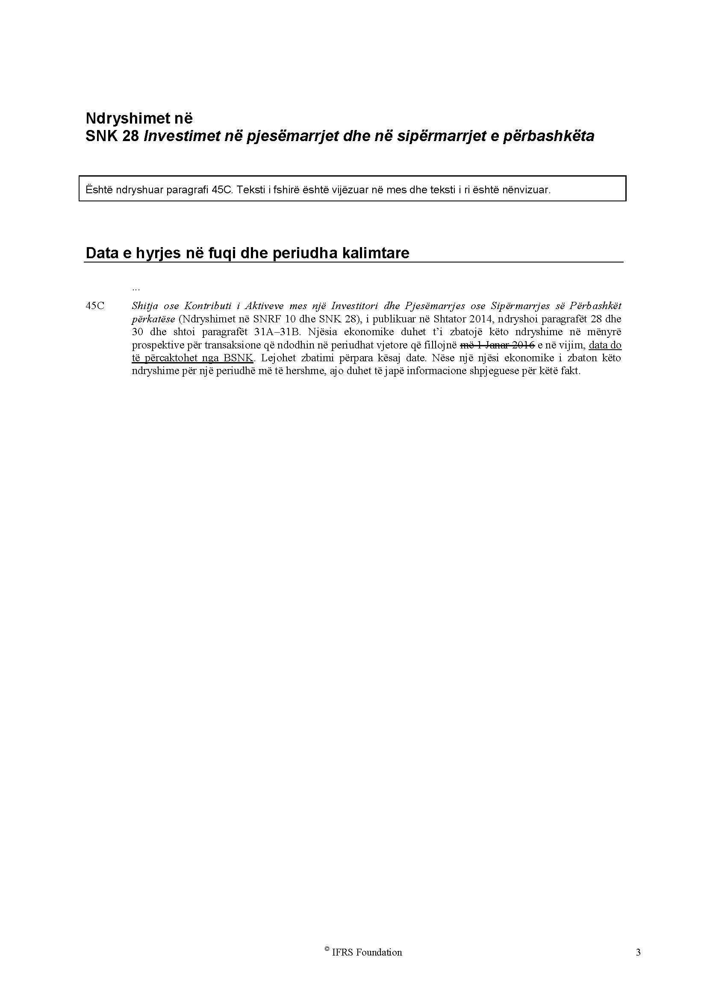 Ndryshimet në
SNK 28 Investimet në pjesëmarrjet dhe në sipërmarrjet e përbashkëta
Është ndryshuar paragrafi 45C. Teksti i fshirë është vijëzuar në mes dhe teksti i ri është nënvizuar.
Data e hyrjes në fuqi dhe periudha kalimtare
...
45C Shitja ose Kontributi i Aktiveve mes një Investitori dhe Pjesëmarrjes ose Sipërmarrjes së Përbashkët
përkatëse (Ndryshimet në SNRF 10 dhe SNK 28), i publikuar në Shtator 2014, ndryshoi paragrafët 28 dhe
30 dhe shtoi paragrafët 31A–31B. Njësia ekonomike duhet t’i zbatojë këto ndryshime në mënyrë
prospektive për transaksione që ndodhin në periudhat vjetore që fillojnë më 1 Janar 2016 e në vijim, data do
të përcaktohet nga BSNK. Lejohet zbatimi përpara kësaj date. Nëse një njësi ekonomike i zbaton këto
ndryshime për një periudhë më të hershme, ajo duhet të japë informacione shpjeguese për këtë fakt.
© IFRS Foundation 3